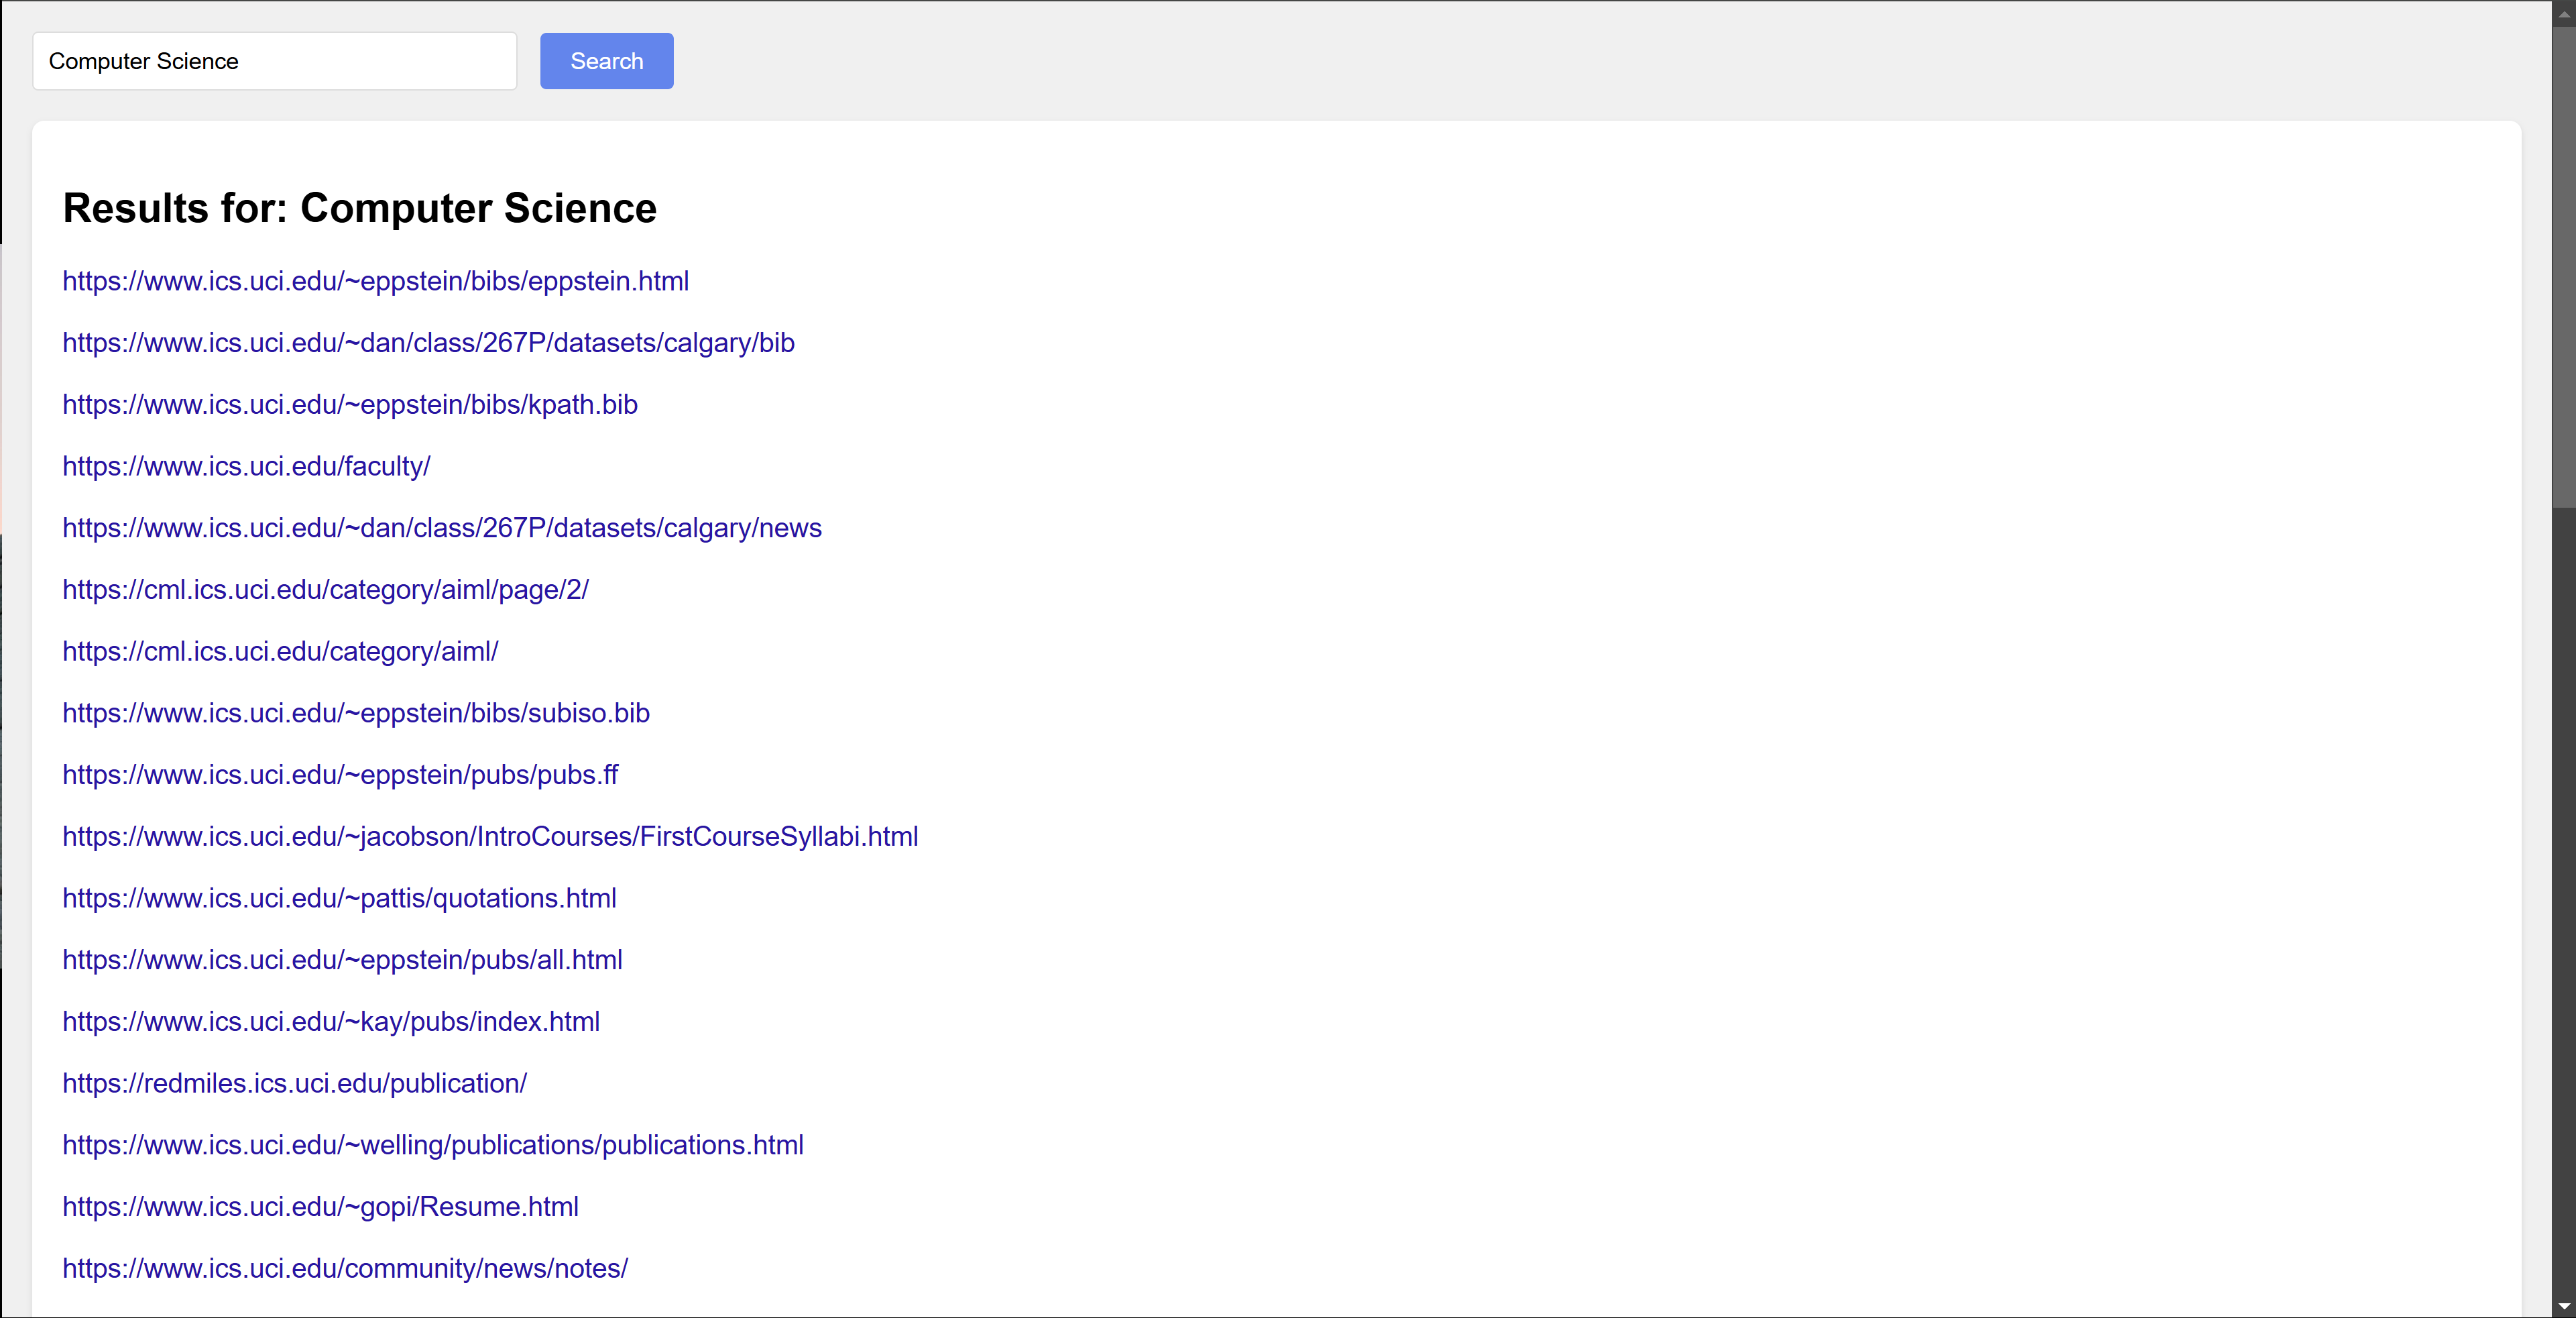 Computer Science
Search
Results for: Computer Science
https://www.ics.uci.edu/~eppstein/bibs/eppstein.html
https://www.ics.uci.edu/~dan/class/267P/datasets/calgary/bib
https://www.ics.uci.edu/~eppstein/bibs/kpath.bib
https://www.ics.uci.edu/faculty/
https://www.ics.uci.edu/~dan/class/267P/datasets/calgary/news
https://cml.ics.uci.edu/category/aiml/page/2/
https://cml.ics.uci.edu/category/aiml/
https://www.ics.uci.edu/~eppstein/bibs/subiso.bib
https://www.ics.uci.edu/~eppstein/pubs/pubs.ff
https://www.ics.uci.edu/~jacobson/IntroCourses/FirstCourseSyllabi.html
https://www.ics.uci.edu/~pattis/quotations.html
https://www.ics.uci.edu/~eppstein/pubs/all.html
https://www.ics.uci.edu/~kay/pubs/index.html
https://redmiles.ics.uci.edu/publication/
https://www.ics.uci.edu/~welling/publications/publications.html
https://www.ics.uci.edu/~gopi/Resume.html
https://www.ics.uci.edu/community/news/notes/